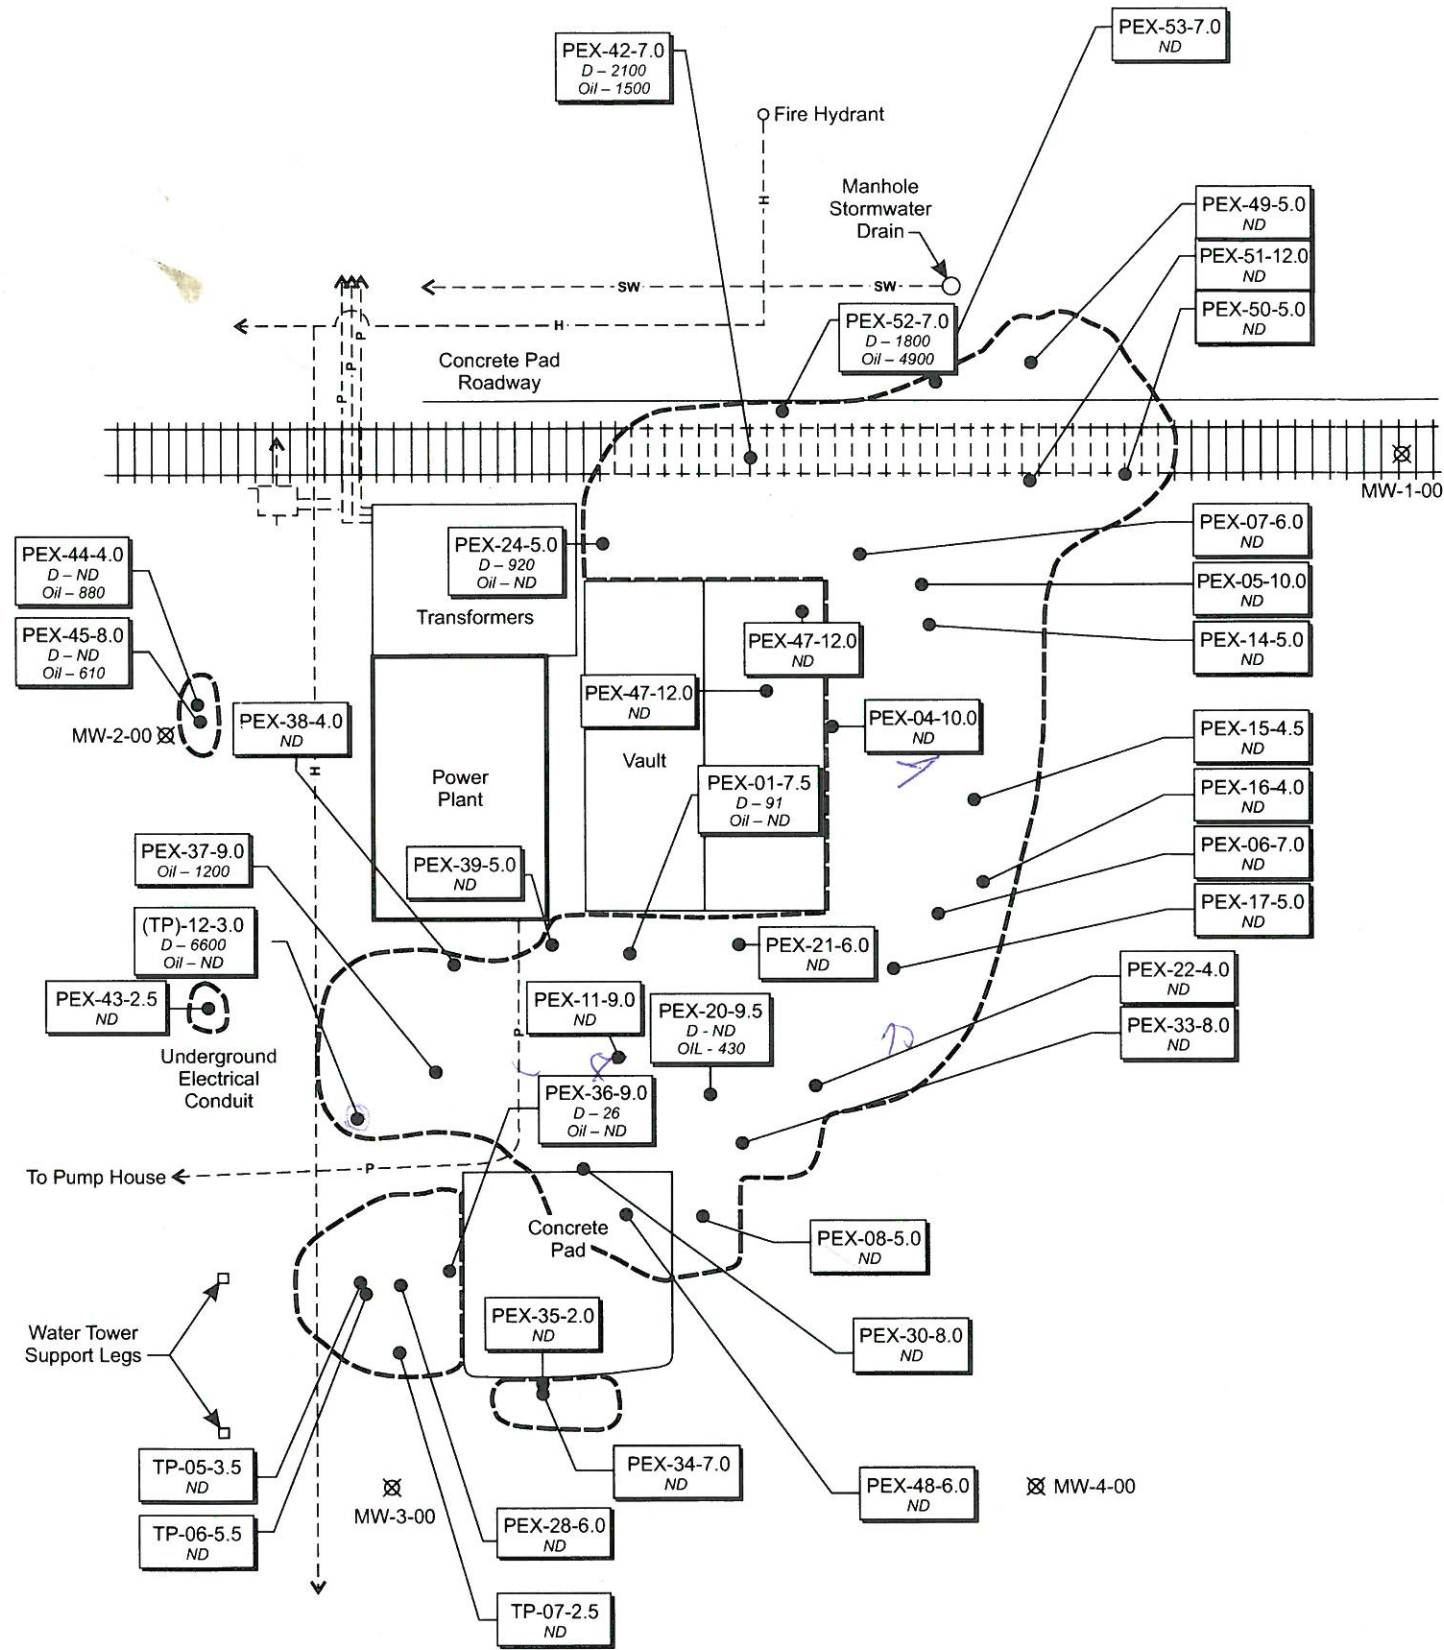 PEX-53-7.0
ND
PEX-42-7.0
D – 2100
Oil – 1500
Fire Hydrant
H
Manhole
Stormwater
Drain
PEX-49-5.0
ND
PEX-51-12.0
ND
PEX-50-5.0
ND
SW
SW
H
P
P
P
PEX-52-7.0
D – 1800
Oil – 4900
Concrete Pad
Roadway
MW-1-00
PEX-24-5.0
D – 920
Oil – ND
Transformers
PEX-07-6.0
ND
PEX-05-10.0
ND
PEX-14-5.0
ND
PEX-44-4.0
D – ND
Oil – 880
PEX-45-8.0
D – ND
Oil – 610
MW-2-00
PEX-38-4.0
ND
H
PEX-47-12.0
ND
PEX-47-12.0
ND
PEX-04-10.0
ND
Vault
Power
Plant
PEX-01-7.5
D – 91
Oil – ND
PEX-15-4.5
ND
PEX-16-4.0
ND
PEX-06-7.0
ND
PEX-17-5.0
ND
PEX-37-9.0
Oil – 1200
PEX-39-5.0
ND
(TP)-12-3.0
D – 6600
Oil – ND
PEX-21-6.0
ND
PEX-43-2.5
ND
Underground
Electrical
Conduit
PEX-11-9.0
ND
P
PEX-20-9.5
D - ND
OIL - 430
PEX-22-4.0
ND
PEX-33-8.0
ND
PEX-36-9.0
D – 26
Oil – ND
To Pump House
P
Concrete
Pad
PEX-08-5.0
ND
PEX-35-2.0
ND
PEX-30-8.0
ND
Water Tower
Support Legs
TP-05-3.5
ND
TP-06-5.5
ND
MW-3-00
PEX-34-7.0
ND
PEX-48-6.0
ND
MW-4-00
PEX-28-6.0
ND
TP-07-2.5
ND